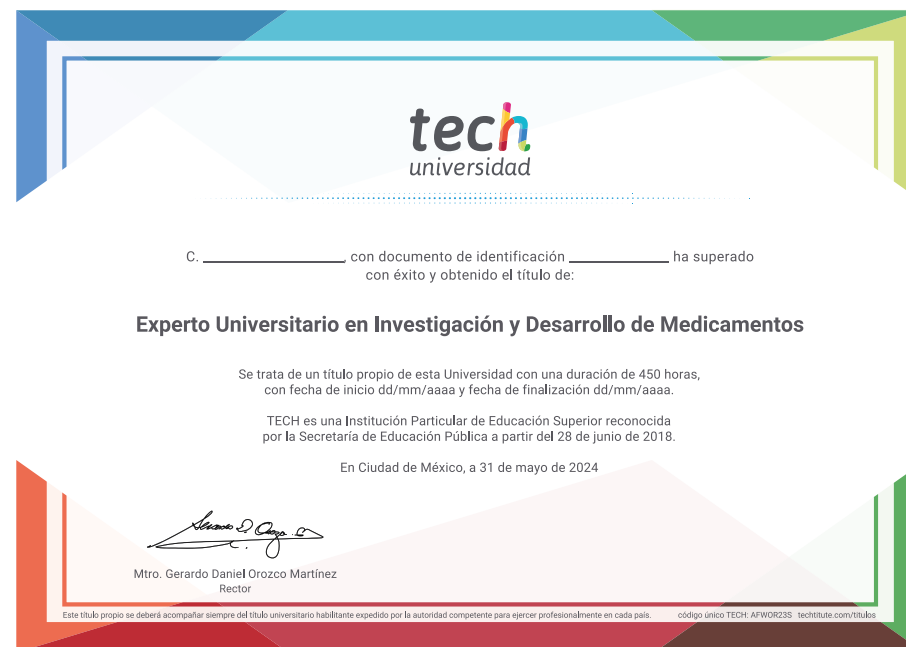 tech
universidad
C. ____________________, con documento de identificación ______________ ha superado
con éxito y obtenido el título de:
Experto Universitario en Investigación y Desarrollo de Medicamentos
Se trata de un título propio de esta Universidad con una duración de 450 horas,
con fecha de inicio dd/mm/aaaa y fecha de finalización dd/mm/aaaa.
TECH es una Institución Particular de Educación Superior reconocida
por la Secretaría de Educación Pública a partir del 28 de junio de 2018.
En Ciudad de México, a 31 de mayo de 2024
Mtro. Gerardo Daniel Orozco Martínez
Rector
Este título propio se deberá acompañar siempre del título universitario habilitante expedido por la autoridad competente para ejercer profesionalmente en cada país. código único TECH: AFWOR23S techtitute.com/titulos